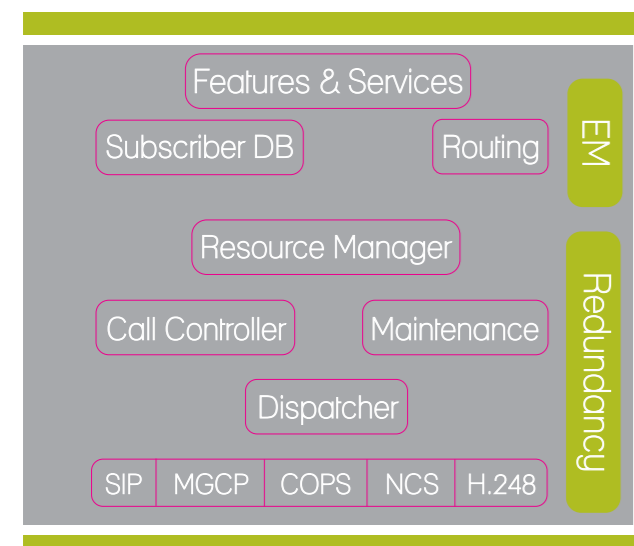 Features & Services
Subscriber DB
Routing
EM
Resource Manager
Call Controller
Maintenance
Redundancy
Dispatcher
SIP
MGCP
COPS
NCS
H.248